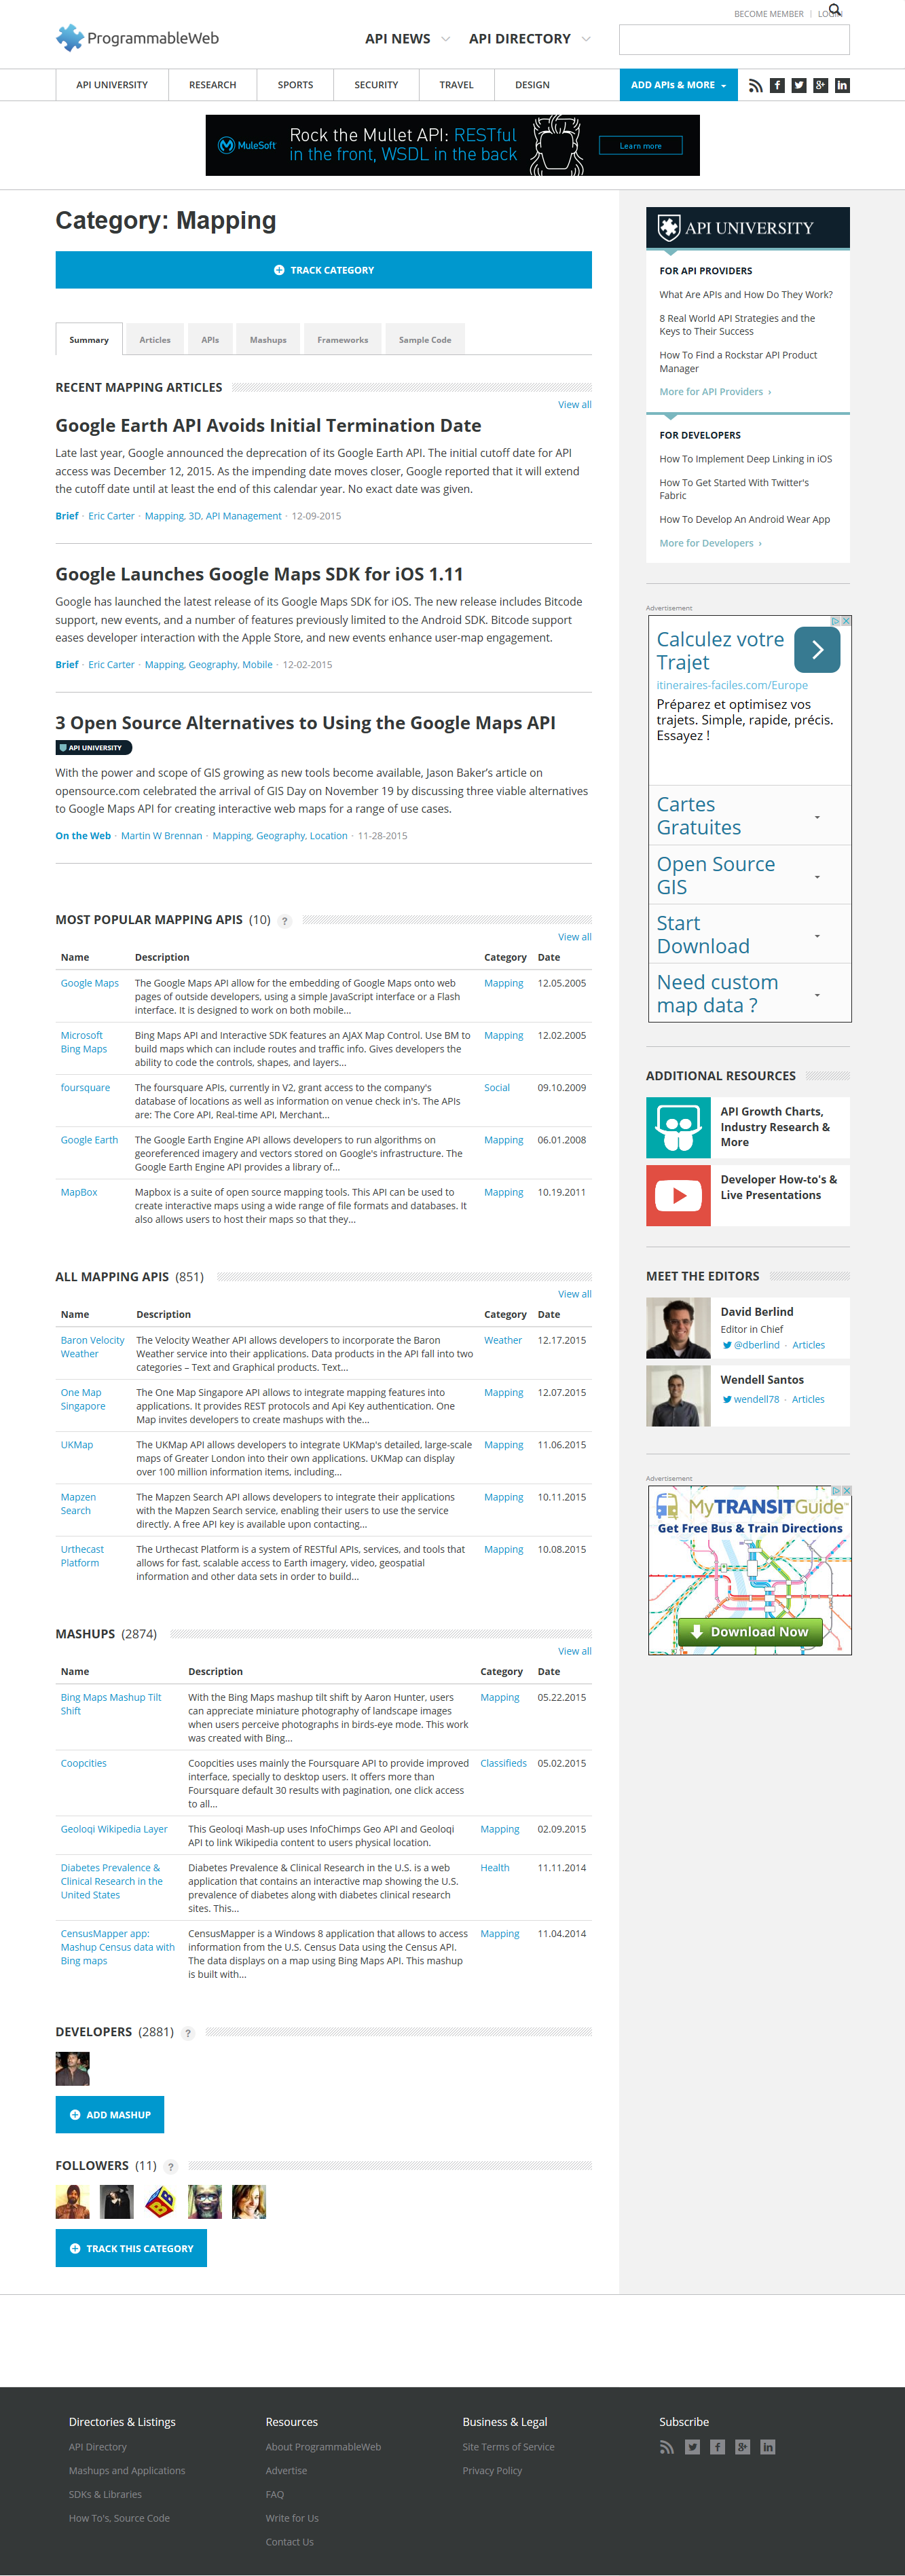 BECOME MEMBER | LOGIN
ProgrammableWeb
API NEWS
API DIRECTORY
API UNIVERSITY
RESEARCH
SPORTS
SECURITY
TRAVEL
DESIGN
ADD APIs & MORE
MuleSoft
Rock the Mullet API: RESTful
in the front, WSDL in the back
Learn more
Category: Mapping
TRACK CATEGORY
Summary
Articles
APIs
Mashups
Frameworks
Sample Code
RECENT MAPPING ARTICLES
View all
Google Earth API Avoids Initial Termination Date
Late last year, Google announced the deprecation of its Google Earth API. The initial cutoff date for API
access was December 12, 2015. As the impending date moves closer, Google reported that it will extend
the cutoff date until at least the end of this calendar year. No exact date was given.
Brief · Eric Carter · Mapping, 3D, API Management · 12-09-2015
Google Launches Google Maps SDK for iOS 1.11
Google has launched the latest release of its Google Maps SDK for iOS. The new release includes Bitcode
support, new events, and a number of features previously limited to the Android SDK. Bitcode support
eases developer interaction with the Apple Store, and new events enhance user-map engagement.
Brief · Eric Carter · Mapping, Geography, Mobile · 12-02-2015
3 Open Source Alternatives to Using the Google Maps API
API UNIVERSITY
With the power and scope of GIS growing as new tools become available, Jason Baker's article on
opensource.com celebrated the arrival of GIS Day on November 19 by discussing three viable alternatives
to Google Maps API for creating interactive web maps for a range of use cases.
On the Web · Martin W Brennan · Mapping, Geography, Location · 11-28-2015
MOST POPULAR MAPPING APIS (10) ?
View all
Name Description Category Date
Google Maps The Google Maps API allow for the embedding of Google Maps onto web Mapping 12.05.2005
pages of outside developers, using a simple JavaScript interface or a Flash
interface. It is designed to work on both mobile...
Microsoft Bing Maps API and Interactive SDK features an AJAX Map Control. Use BM to Mapping 12.02.2005
Bing Maps build maps which can include routes and traffic info. Gives developers the
ability to code the controls, shapes, and layers...
foursquare The foursquare APIs, currently in V2, grant access to the company's Social 09.10.2009
database of locations as well as information on venue check in's. The APIs
are: The Core API, Real-time API, Merchant...
Google Earth The Google Earth Engine API allows developers to run algorithms on Mapping 06.01.2008
georeferenced imagery and vectors stored on Google's infrastructure. The
Google Earth Engine API provides a library of...
MapBox Mapbox is a suite of open source mapping tools. This API can be used to Mapping 10.19.2011
create interactive maps using a wide range of file formats and databases. It
also allows users to host their maps so that they...
ALL MAPPING APIS (851)
View all
Name Description Category Date
Baron Velocity The Velocity Weather API allows developers to incorporate the Baron Weather 12.17.2015
Weather Weather service into their applications. Data products in the API fall into two
categories – Text and Graphical products. Text...
One Map The One Map Singapore API allows to integrate mapping features into Mapping 12.07.2015
Singapore applications. It provides REST protocols and Api Key authentication. One
Map invites developers to create mashups with the...
UKMap The UKMap API allows developers to integrate UKMap's detailed, large-scale Mapping 11.06.2015
maps of Greater London into their own applications. UKMap can display
over 100 million information items, including...
Mapzen The Mapzen Search API allows developers to integrate their applications Mapping 10.11.2015
Search with the Mapzen Search service, enabling their users to use the service
directly. A free API key is available upon contacting...
Urthecast The Urthecast Platform is a system of RESTful APIs, services, and tools that Mapping 10.08.2015
Platform allows for fast, scalable access to Earth imagery, video, geospatial
information and other data sets in order to build...
MASHUPS (2874)
View all
Name Description Category Date
Bing Maps Mashup Tilt With the Bing Maps mashup tilt shift by Aaron Hunter, users Mapping 05.22.2015
Shift can appreciate miniature photography of landscape images
when users perceive photographs in birds-eye mode. This work
was created with Bing...
Coopcities Coopcities uses mainly the Foursquare API to provide improved Classifieds 05.02.2015
interface, specially to desktop users. It offers more than
Foursquare default 30 results with pagination, one click access
to all...
Geoloqi Wikipedia Layer This Geoloqi Mash-up uses InfoChimps Geo API and Geoloqi Mapping 02.09.2015
API to link Wikipedia content to users physical location.
Diabetes Prevalence & Diabetes Prevalence & Clinical Research in the U.S. is a web Health 11.11.2014
Clinical Research in the application that contains an interactive map showing the U.S.
United States prevalence of diabetes along with diabetes clinical research
sites. This...
CensusMapper app: CensusMapper is a Windows 8 application that allows to access Mapping 11.04.2014
Mashup Census data with information from the U.S. Census Data using the Census API.
Bing maps The data displays on a map using Bing Maps API. This mashup
is built with...
DEVELOPERS (2881) ?
ADD MASHUP
FOLLOWERS (11) ?
TRACK THIS CATEGORY
API UNIVERSITY
FOR API PROVIDERS
What Are APIs and How Do They Work?
8 Real World API Strategies and the
Keys to Their Success
How To Find a Rockstar API Product
Manager
More for API Providers ›
FOR DEVELOPERS
How To Implement Deep Linking in iOS
How To Get Started With Twitter's
Fabric
How To Develop An Android Wear App
More for Developers ›
Advertisement
Calculez votre
Trajet
itineraires-faciles.com/Europe
Préparez et optimisez vos
trajets. Simple, rapide, précis.
Essayez !
Cartes
Gratuites
Open Source
GIS
Start
Download
Need custom
map data ?
ADDITIONAL RESOURCES
API Growth Charts,
Industry Research &
More
Developer How-to's &
Live Presentations
MEET THE EDITORS
David Berlind
Editor in Chief
@dberlind · Articles
Wendell Santos
wendell78 · Articles
Advertisement
MyTRANSITGuide
Get Free Bus & Train Directions
Download Now
Directories & Listings
API Directory
Mashups and Applications
SDKs & Libraries
How To's, Source Code
Resources
About ProgrammableWeb
Advertise
FAQ
Write for Us
Contact Us
Business & Legal
Site Terms of Service
Privacy Policy
Subscribe